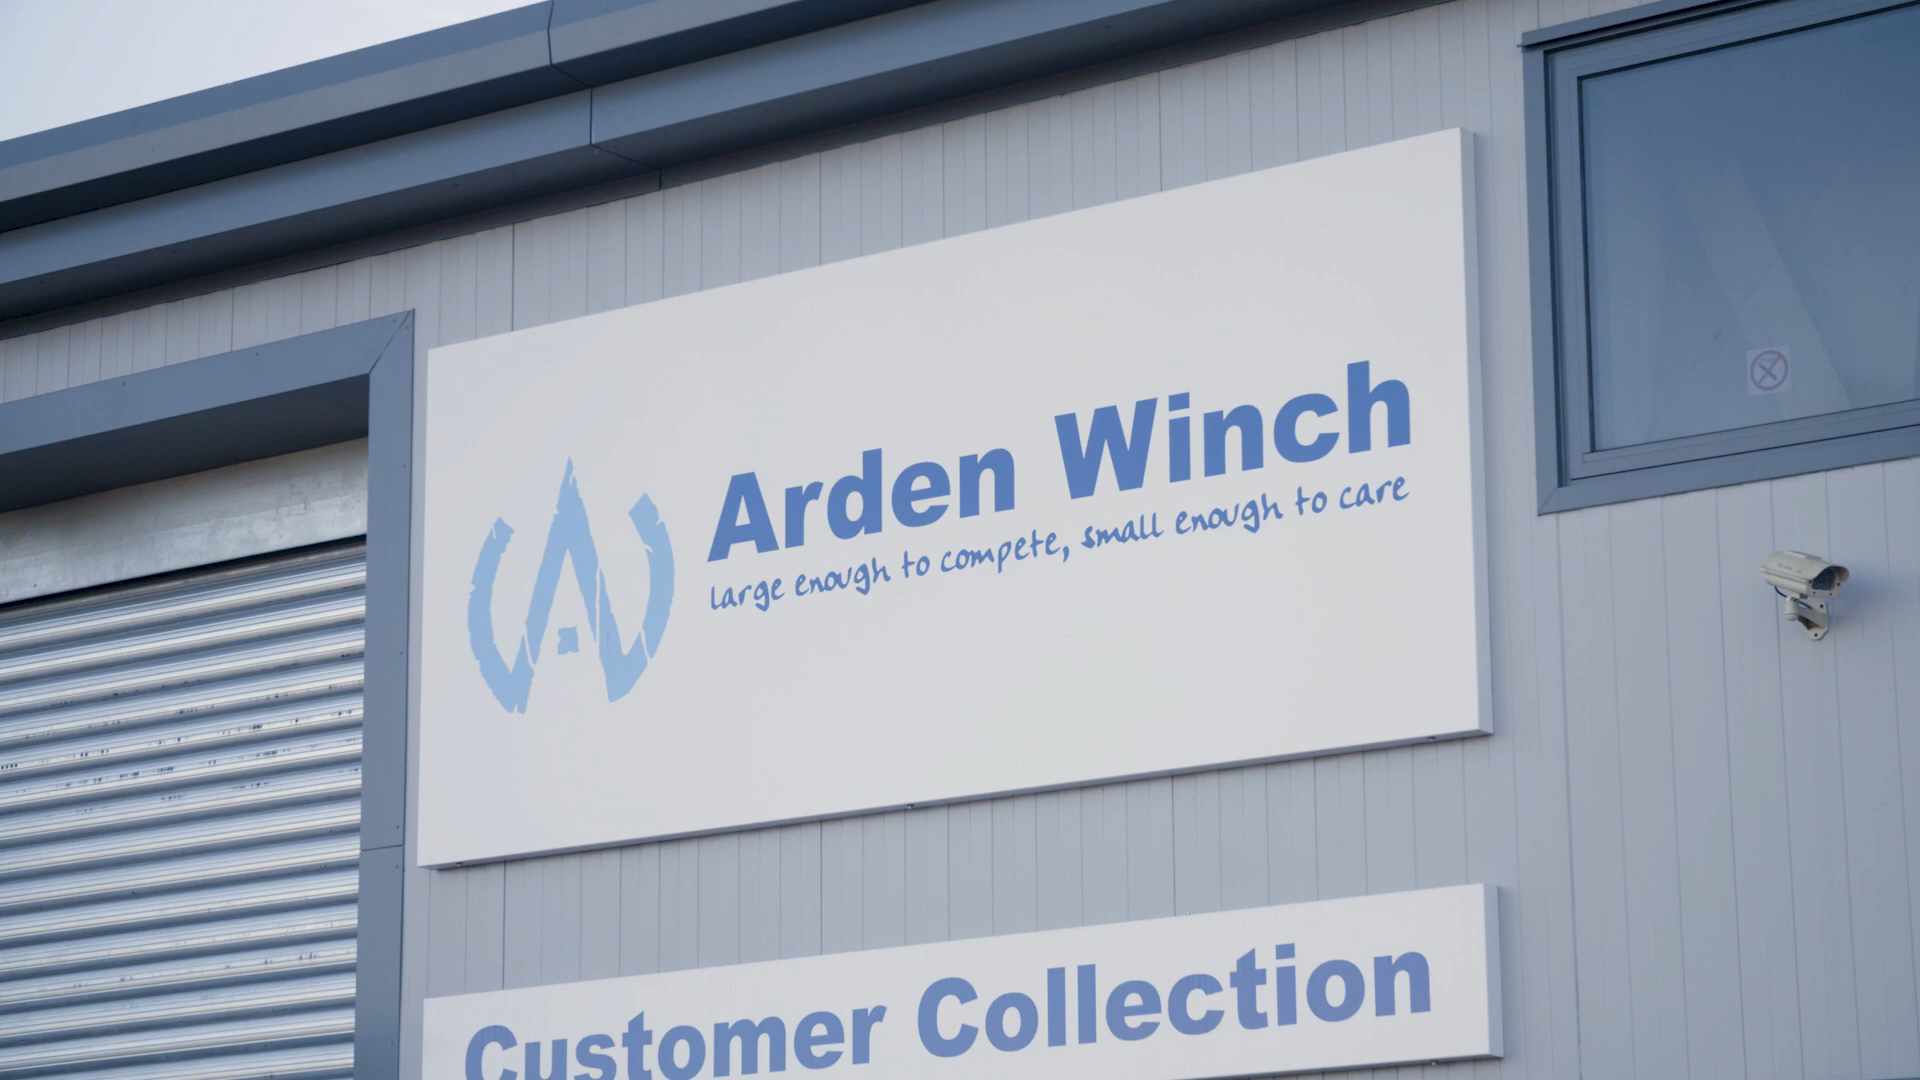 Arden Winch
large enough to compete, small enough to care
Customer Collection